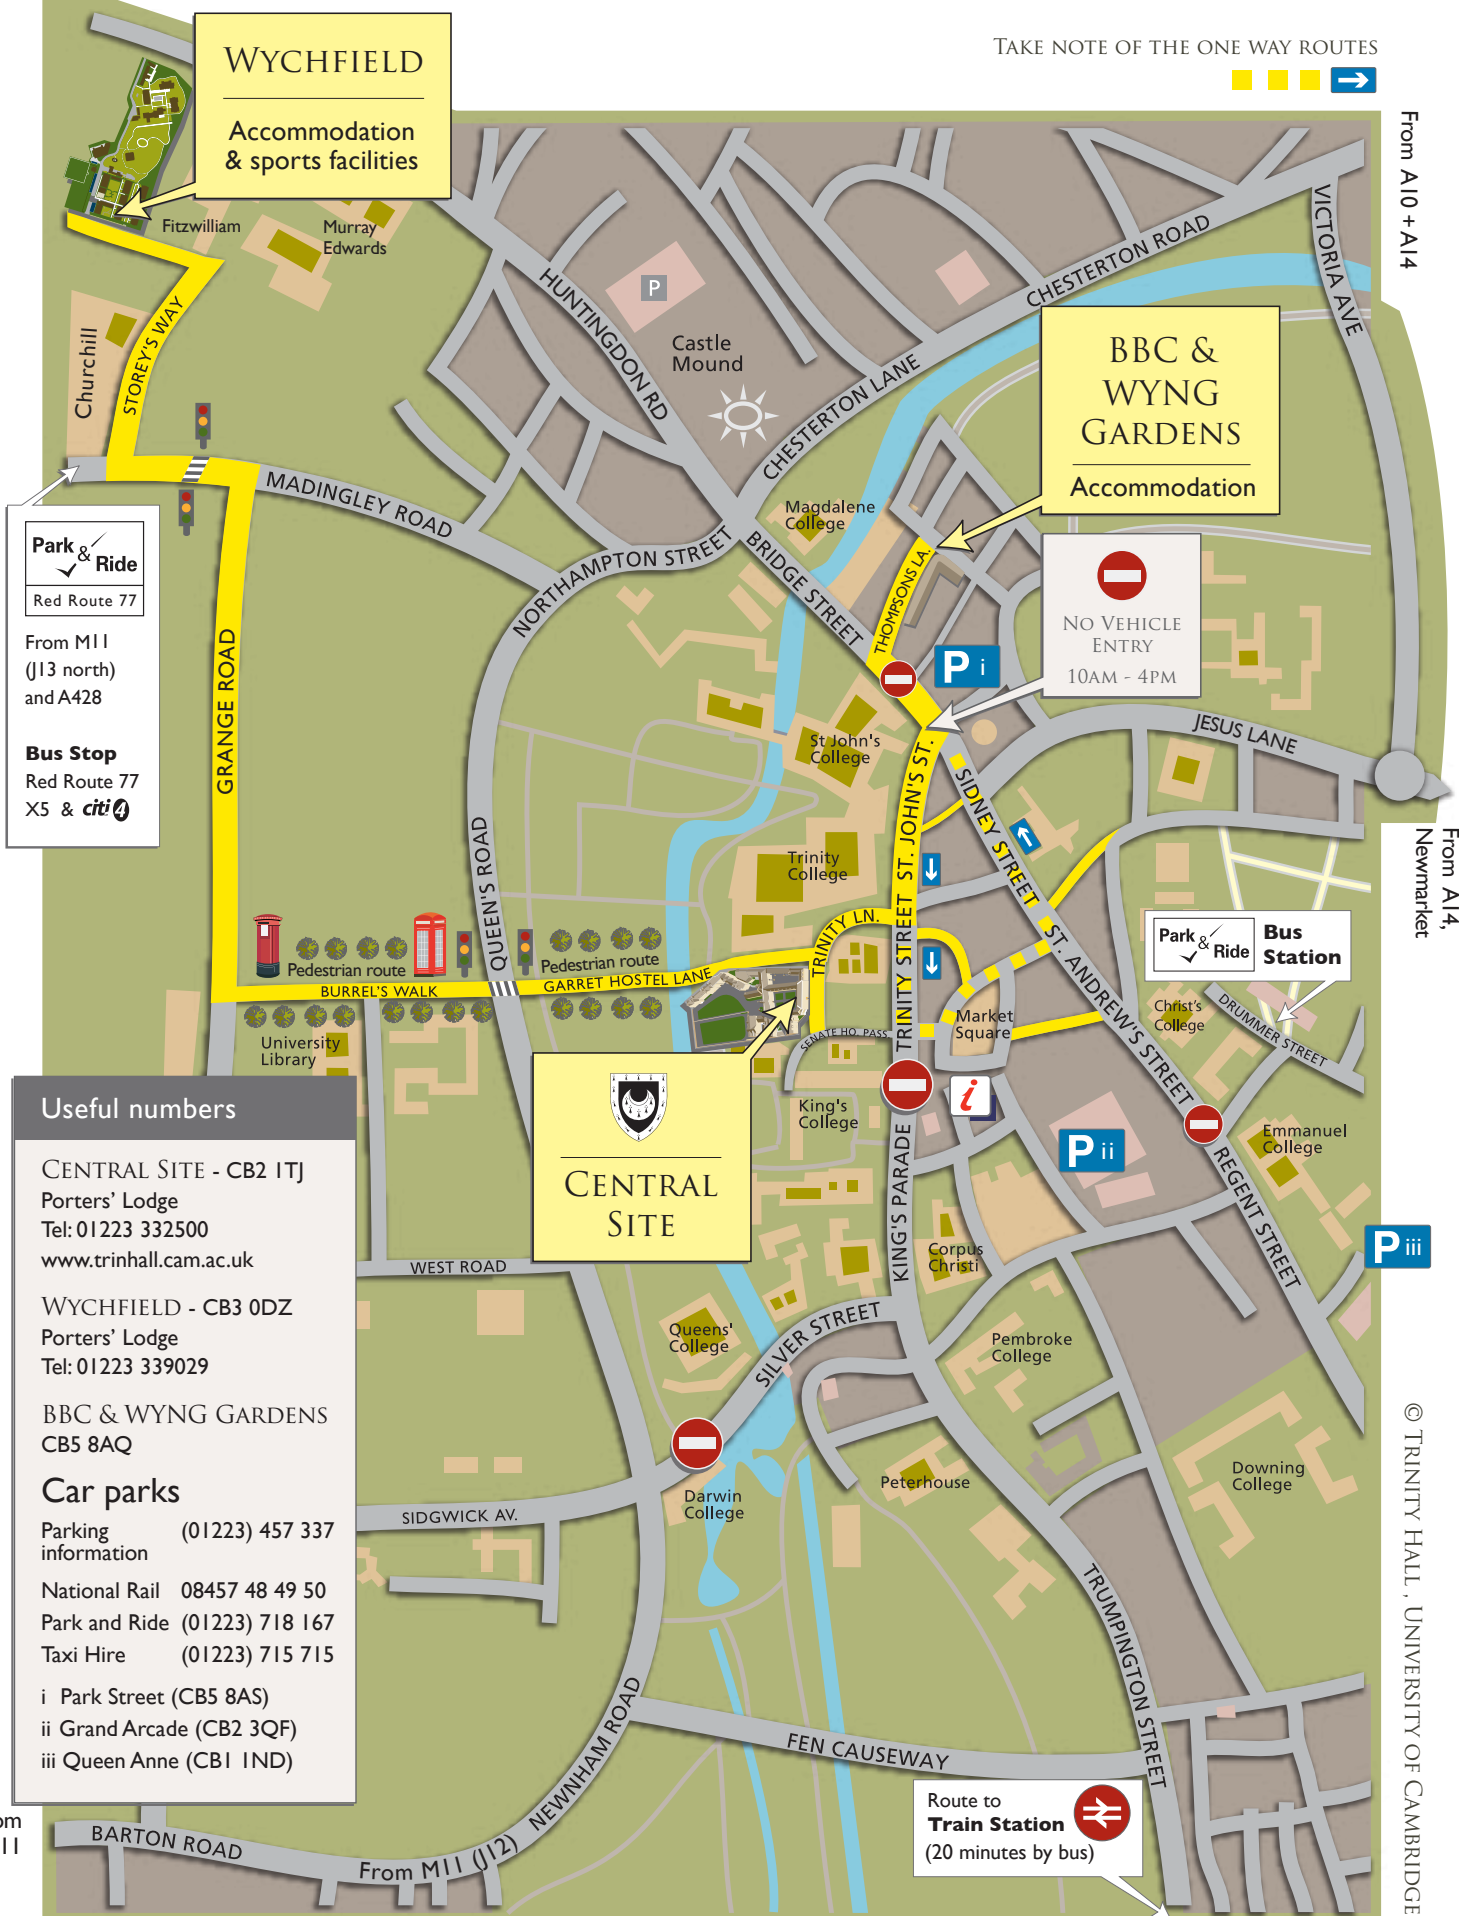 WYCHFIELD
Accommodation
& sports facilities
TAKE NOTE OF THE ONE WAY ROUTES
From A10 + A14
Fitzwilliam
Murray
Edwards
Churchill
STOREY'S WAY
HUNTINGDON RD
P
Castle
Mound
CHESTERTON ROAD
CHESTERTON LANE
VICTORIA AVE
BBC &
WYNG
GARDENS
Accommodation
MADINGLEY ROAD
Magdalene
College
NORTHAMPTON STREET
BRIDGE STREET
THOMPSONS LA.
NO VEHICLE
ENTRY
10AM - 4PM
Park & Ride
Red Route 77
From M11
(J13 north)
and A428
Bus Stop
Red Route 77
X5 & citi 4
GRANGE ROAD
P i
JESUS LANE
St John's
College
ST. JOHN'S ST.
SIDNEY STREET
From A14,
Newmarket
QUEEN'S ROAD
Trinity
College
TRINITY LN.
TRINITY STREET
ST. ANDREW'S STREET
Park & Ride
Bus
Station
Pedestrian route
Pedestrian route
BURREL'S WALK
GARRET HOSTEL LANE
University
Library
SENATE HO. PASS.
Market
Square
Christ's
College
DRUMMER STREET
CENTRAL
SITE
King's
College
i
P ii
Emmanuel
College
KING'S PARADE
REGENT STREET
P iii
Corpus
Christi
WEST ROAD
Queens'
College
SILVER STREET
Pembroke
College
Peterhouse
Downing
College
Darwin
College
SIDGWICK AV.
TRUMPINGTON STREET
NEWNHAM ROAD
FEN CAUSEWAY
Useful numbers
CENTRAL SITE - CB2 1TJ
Porters' Lodge
Tel: 01223 332500
www.trinhall.cam.ac.uk
WYCHFIELD - CB3 0DZ
Porters' Lodge
Tel: 01223 339029
BBC & WYNG GARDENS
CB5 8AQ
Car parks
Parking
information (01223) 457 337
National Rail 08457 48 49 50
Park and Ride (01223) 718 167
Taxi Hire (01223) 715 715
i Park Street (CB5 8AS)
ii Grand Arcade (CB2 3QF)
iii Queen Anne (CB1 1ND)
BARTON ROAD
From M11 (J12)
Route to
Train Station
(20 minutes by bus)
© TRINITY HALL , UNIVERSITY OF CAMBRIDGE